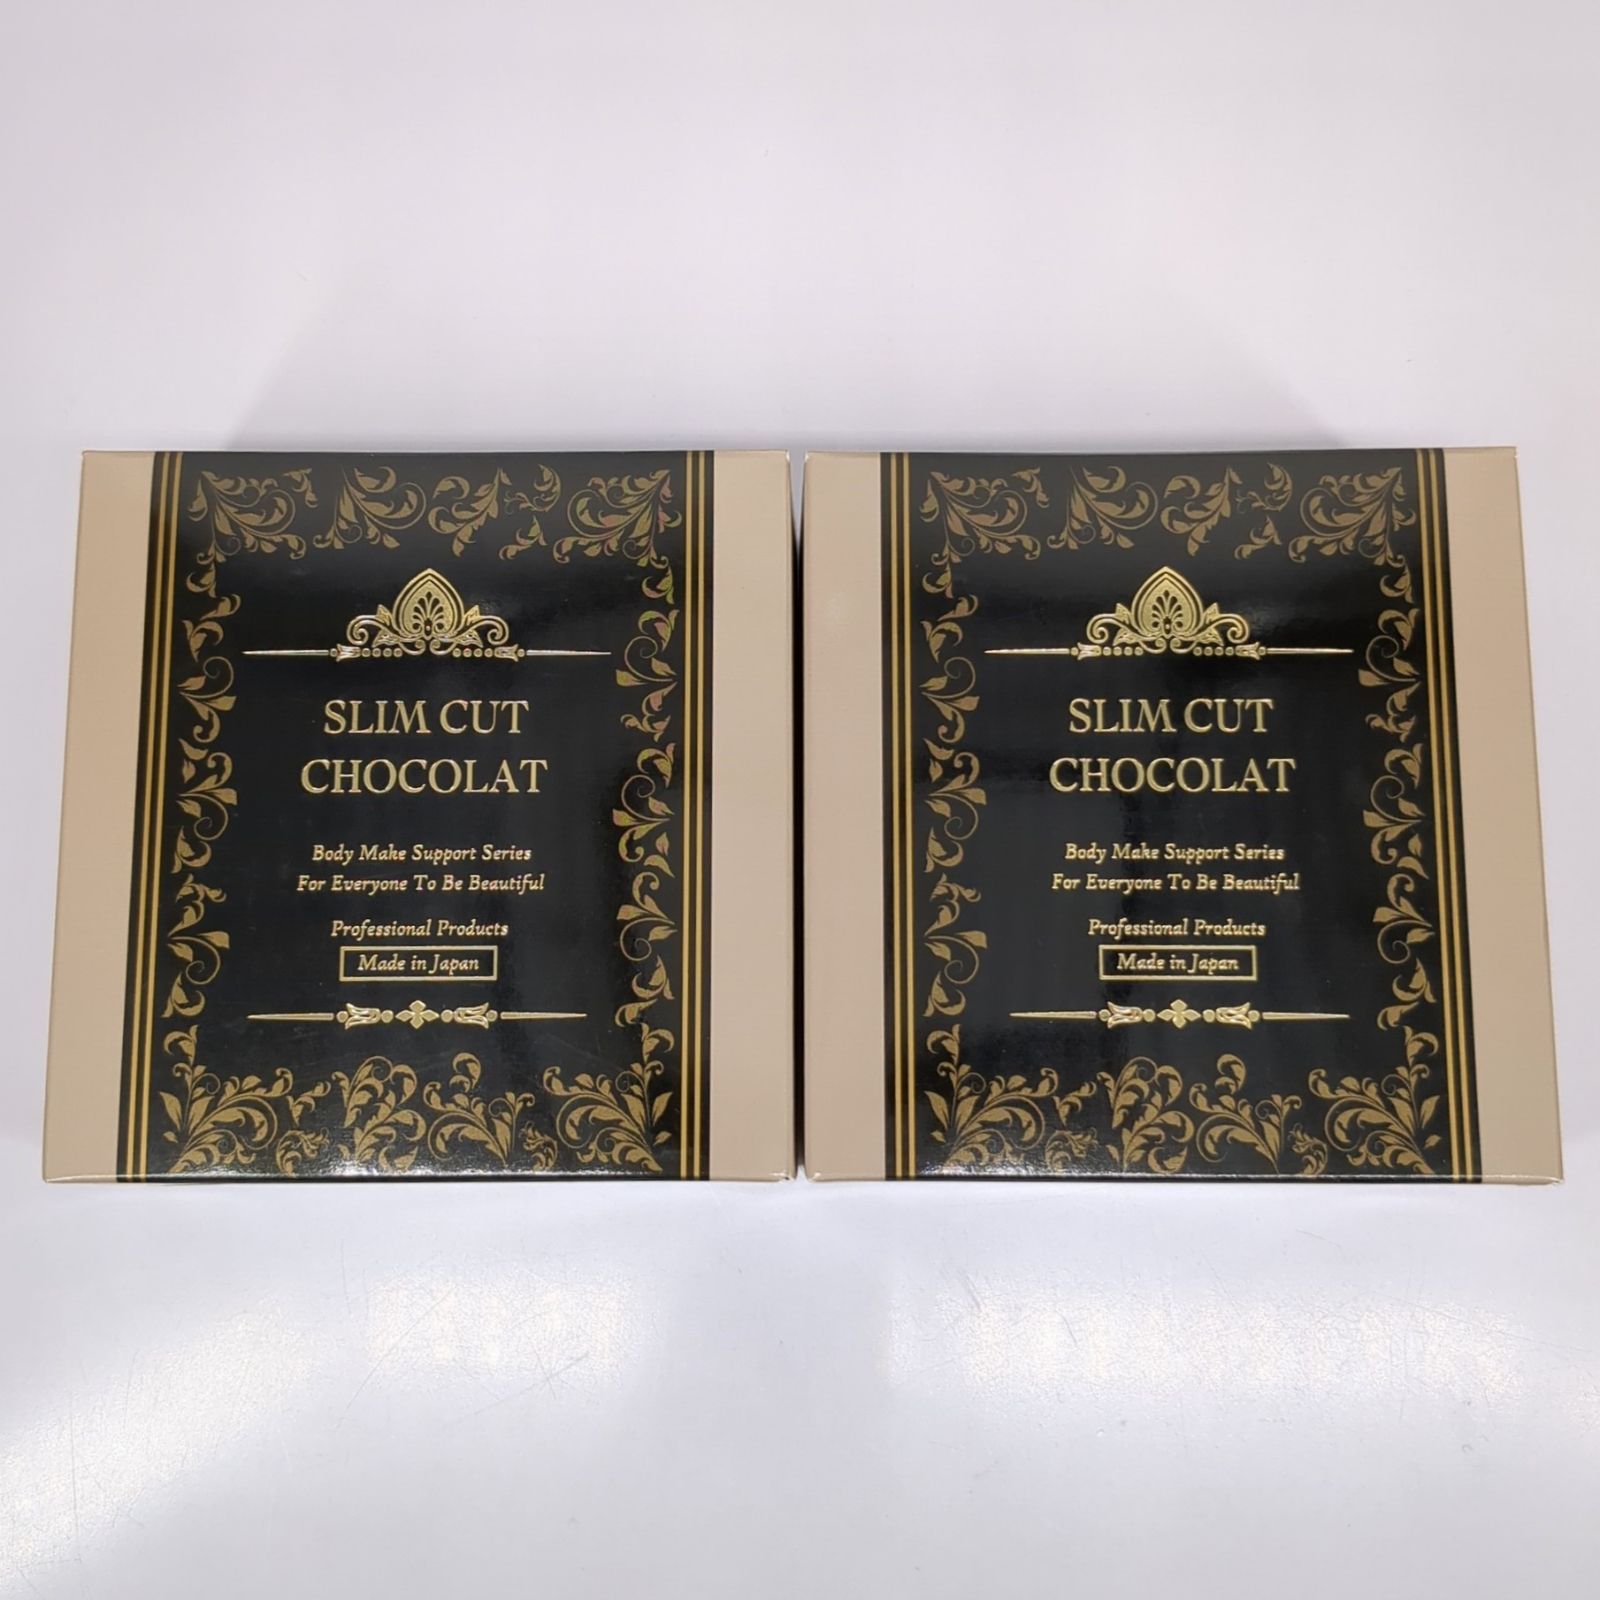 SLIM CUT
CHOCOLAT
Body Make Support Series
For Everyone To Be Beautiful
Professional Products
Made in Japan
SLIM CUT
CHOCOLAT
Body Make Support Series
For Everyone To Be Beautiful
Professional Products
Made in Japan